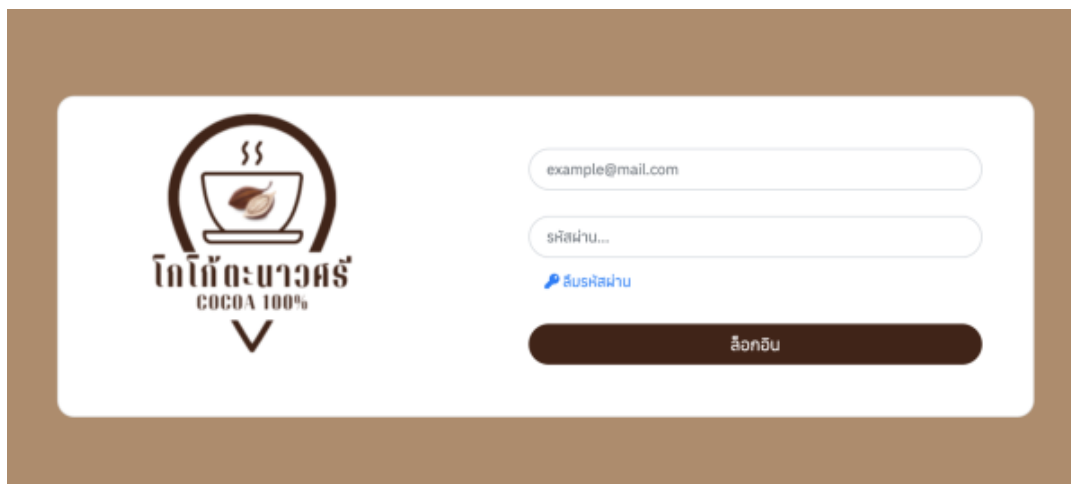 โกโก้ตะนาวศรี
COCOA 100%
example@mail.com
รหัสผ่าน...
ลืมรหัสผ่าน
ล็อกอิน